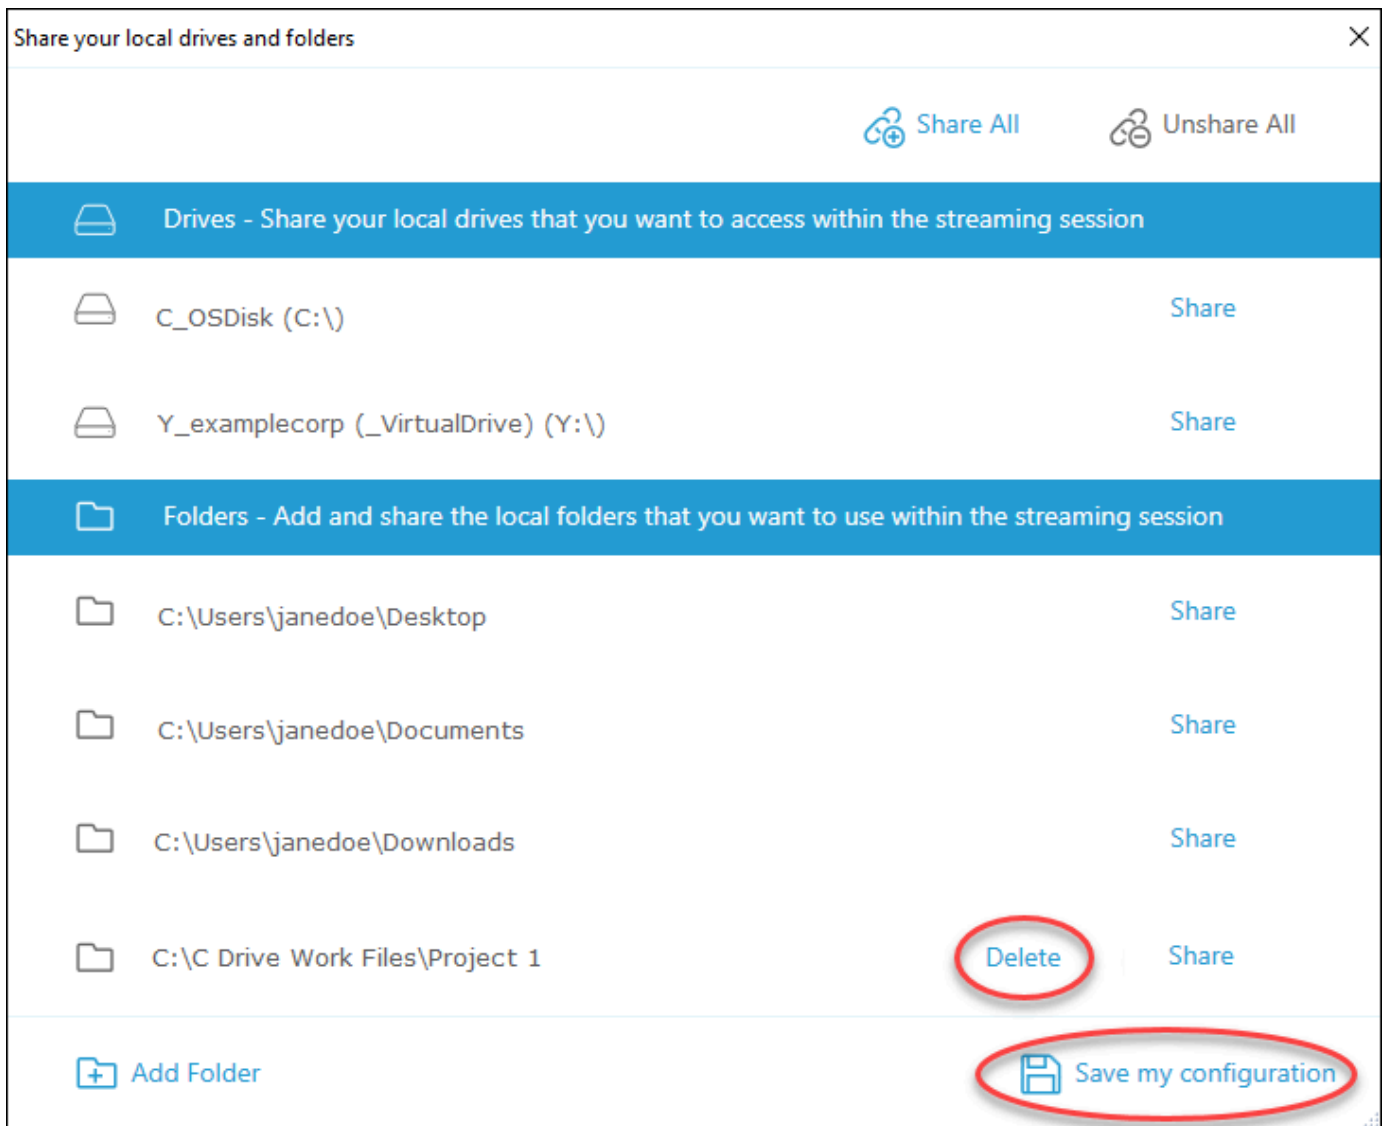 Share your local drives and folders
Share All
Unshare All
Drives - Share your local drives that you want to access within the streaming session
C_OSDisk (C:\)
Share
Y_examplecorp (_VirtualDrive) (Y:\)
Share
Folders - Add and share the local folders that you want to use within the streaming session
C:\Users\janedoe\Desktop
Share
C:\Users\janedoe\Documents
Share
C:\Users\janedoe\Downloads
Share
C:\C Drive Work Files\Project 1
Delete
Share
Add Folder
Save my configuration